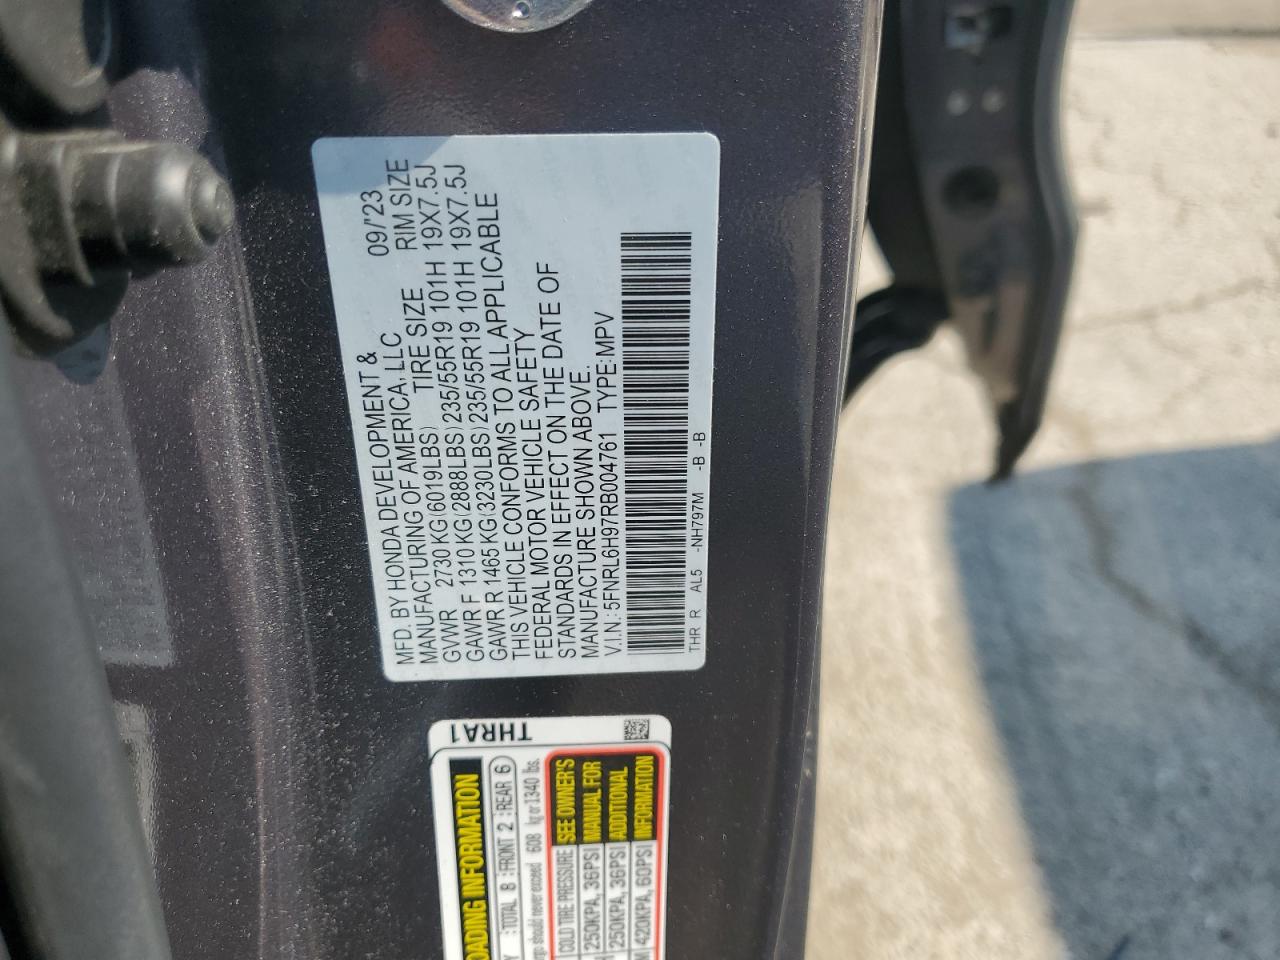 MFD. BY HONDA DEVELOPMENT & 09/'23
MANUFACTURING OF AMERICA, LLC
TIRE SIZE RIM SIZE
GVWR 2730 KG(6019LBS)
GAWR F 1310 KG(2888LBS) 235/55R19 101H 19X7.5J
GAWR R 1465 KG(3230LBS) 235/55R19 101H 19X7.5J
THIS VEHICLE CONFORMS TO ALL APPLICABLE
FEDERAL MOTOR VEHICLE SAFETY
STANDARDS IN EFFECT ON THE DATE OF
MANUFACTURE SHOWN ABOVE.
V.I.N.: 5FNRL6H97RB004761 TYPE: MPV
THR R AL5 -NH797M -B -B
THRA1
LOADING INFORMATION
:TOTAL 8 :FRONT 2 :REAR 6
should never exceed 608 kg or 1340 lbs.
COLD TIRE PRESSURE
250KPA, 36PSI
250KPA, 36PSI
420KPA, 60PSI
SEE OWNER'S
MANUAL FOR
ADDITIONAL
INFORMATION